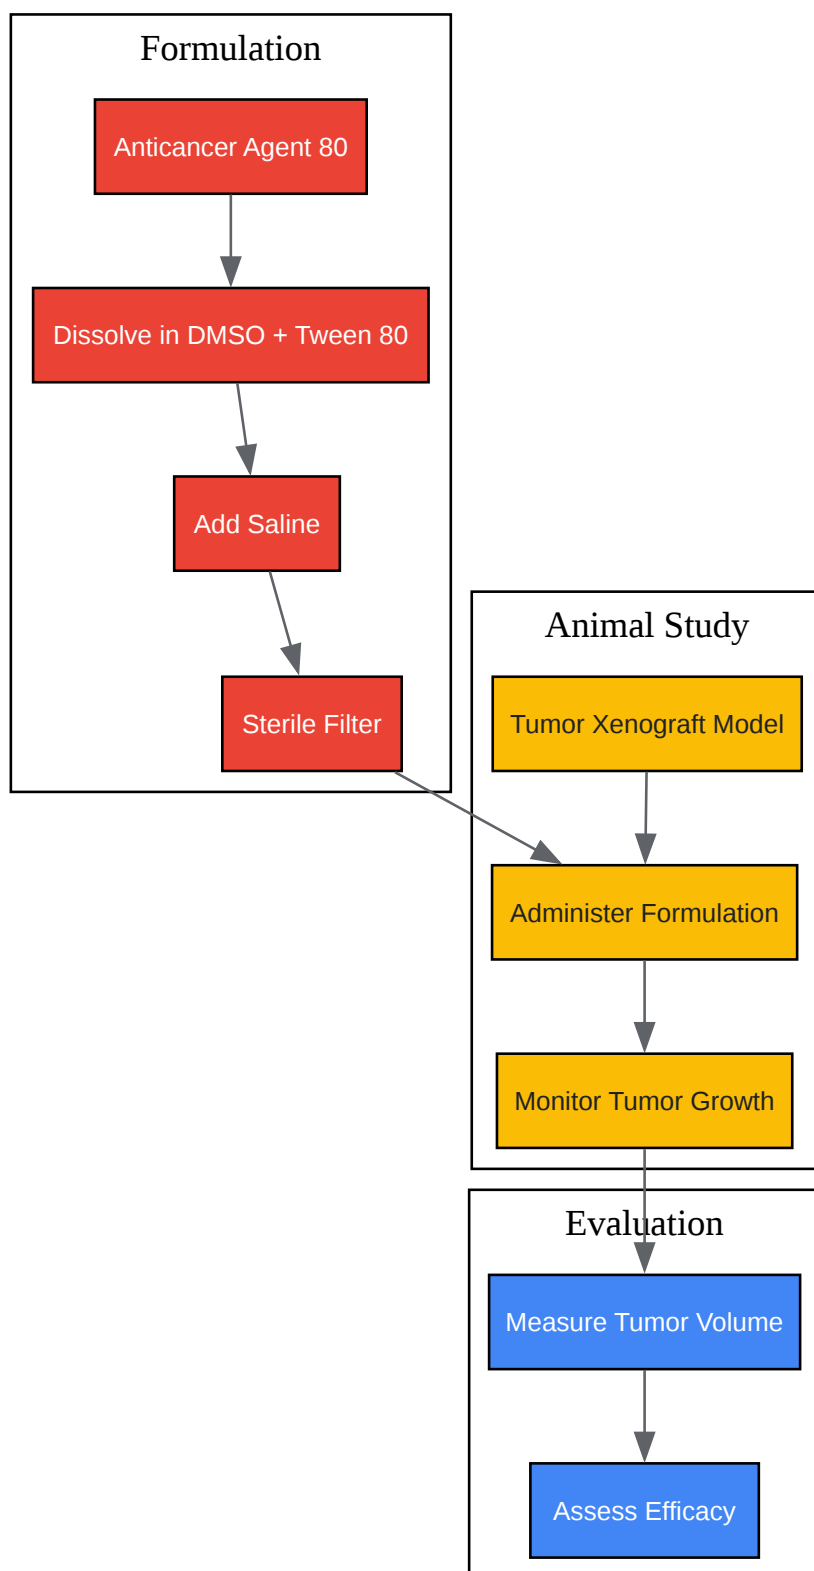 Formulation
Anticancer Agent 80
Dissolve in DMSO + Tween 80
Add Saline
Sterile Filter
Animal Study
Tumor Xenograft Model
Administer Formulation
Monitor Tumor Growth
Evaluation
Measure Tumor Volume
Assess Efficacy